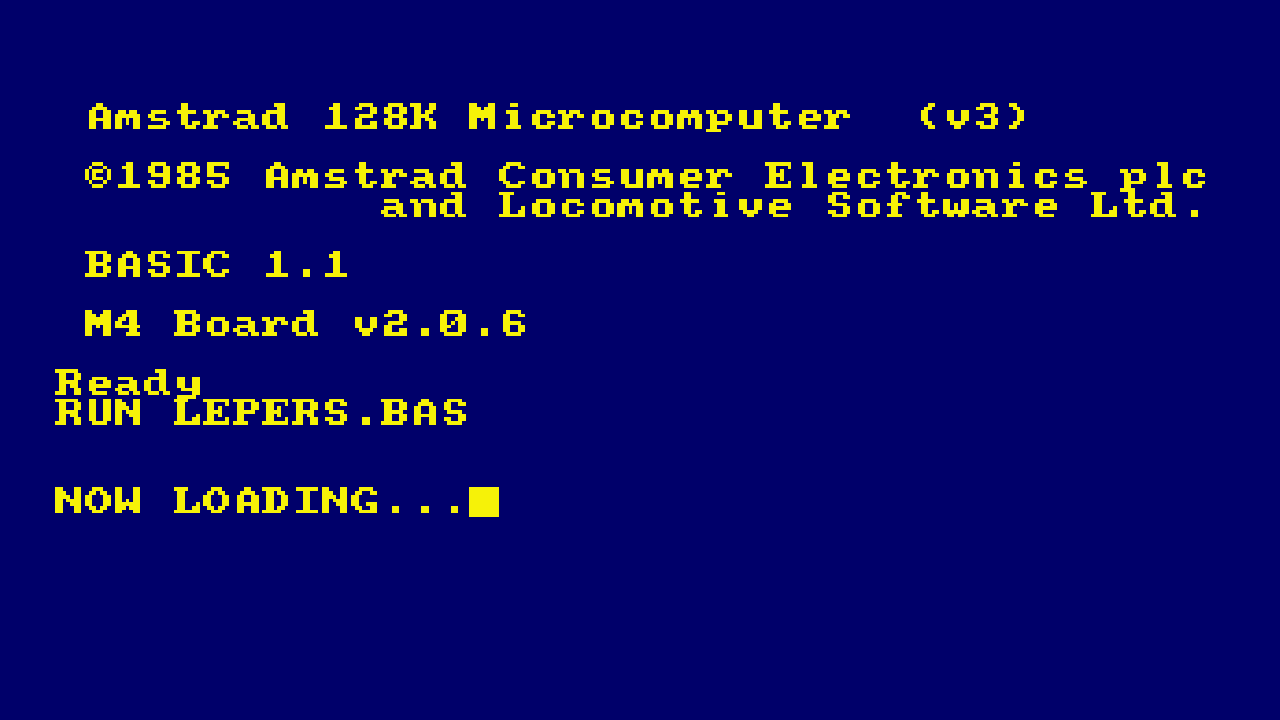 Amstrad 128K Microcomputer (v3)
©1985 Amstrad Consumer Electronics plc
and Locomotive Software Ltd.
BASIC 1.1
M4 Board v2.0.6
Ready
RUN LEPERS.BAS
NOW LOADING...